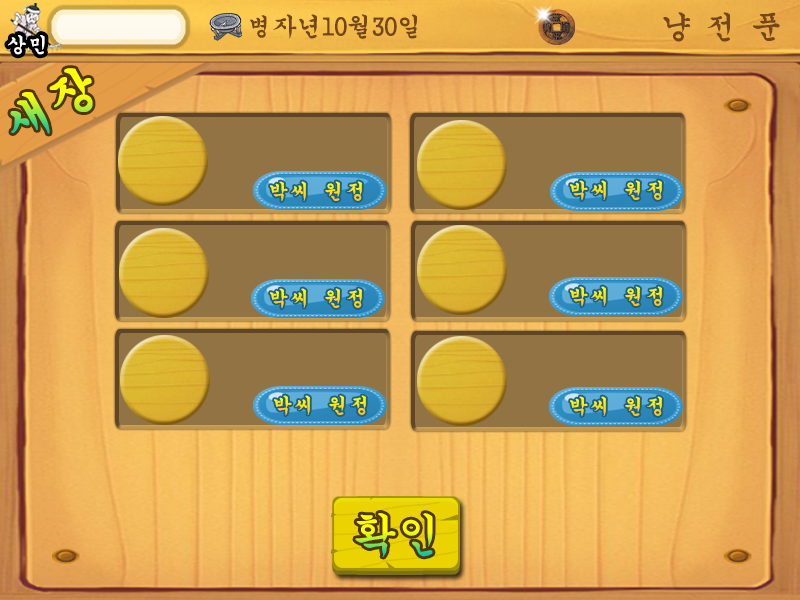 상민
병자년10월30일
냥 전 푼
새장
박씨 원정
박씨 원정
박씨 원정
박씨 원정
박씨 원정
박씨 원정
확인